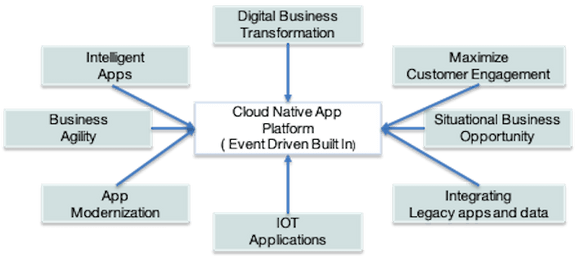 Digital Business
Transformation
Intelligent
Apps
Maximize
Customer Engagement
Business
Agility
Cloud Native App
Platform
( Event Driven Built In)
Situational Business
Opportunity
App
Modernization
IOT
Applications
Integrating
Legacy apps and data